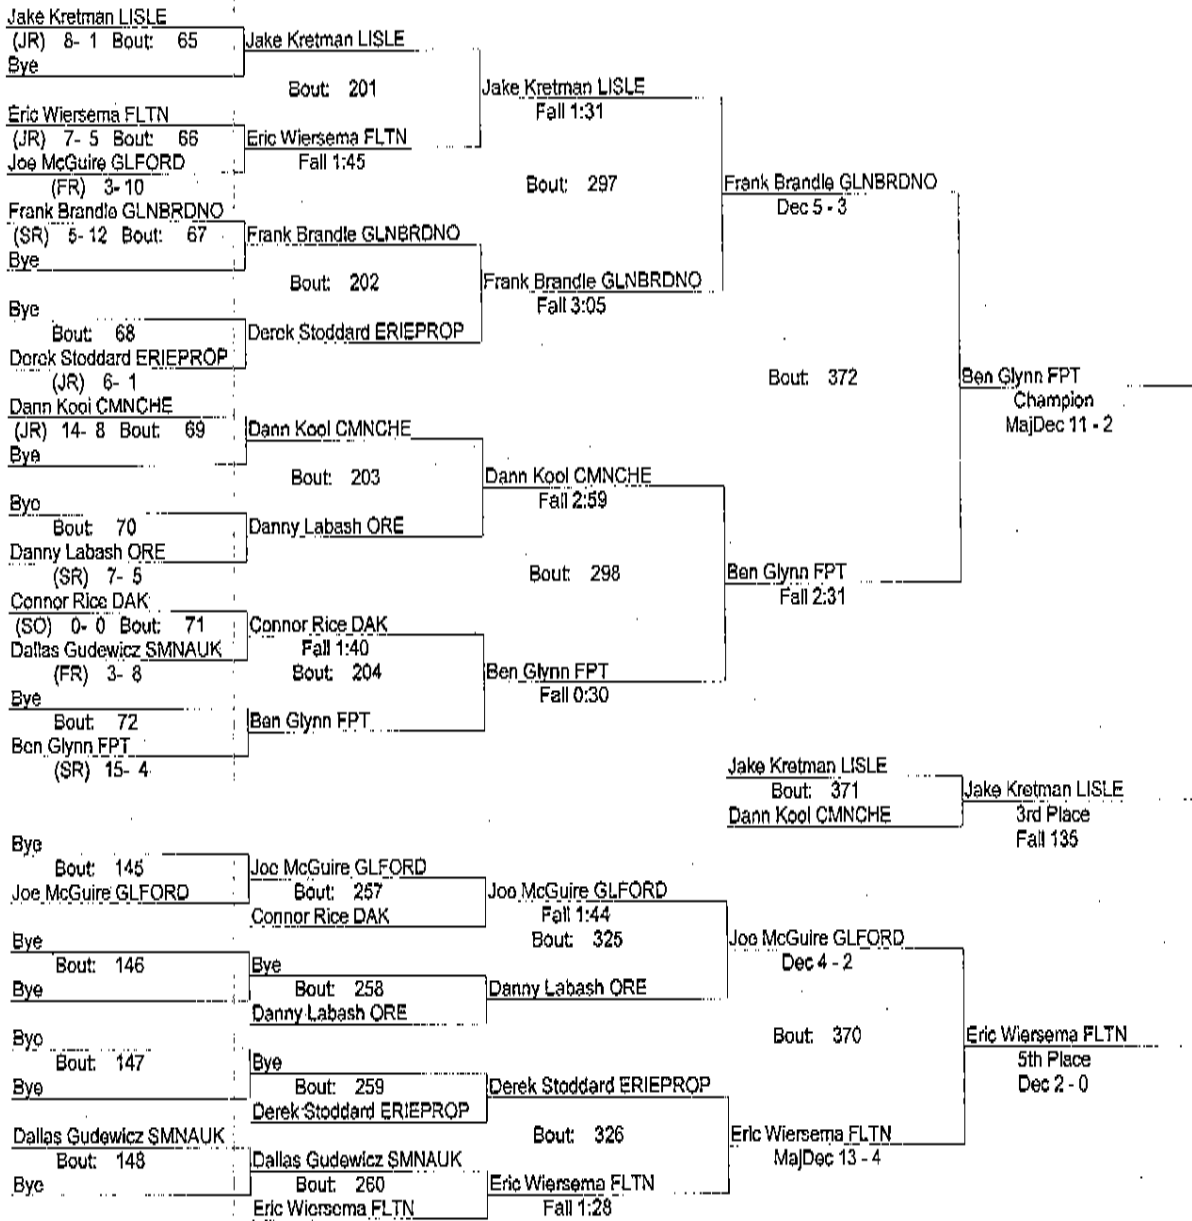 Jake Kretman LISLE
(JR) 8- 1 Bout: 65
Bye
Jake Kretman LISLE
Bout: 201
Eric Wiersema FLTN
(JR) 7- 5 Bout: 66
Joe McGuire GLFORD
(FR) 3- 10
Eric Wiersema FLTN
Fall 1:45
Jake Kretman LISLE
Fall 1:31
Bout: 297
Frank Brandle GLNBRDNO
(SR) 5- 12 Bout: 67
Bye
Frank Brandle GLNBRDNO
Bout: 202
Bye
Bout: 68
Derek Stoddard ERIEPROP
(JR) 6- 1
Derek Stoddard ERIEPROP
Frank Brandle GLNBRDNO
Fall 3:05
Frank Brandle GLNBRDNO
Dec 5 - 3
Bout: 372
Dann Kool CMNCHE
(JR) 14- 8 Bout: 69
Bye
Dann Kool CMNCHE
Bout: 203
Bye
Bout: 70
Danny Labash ORE
(SR) 7- 5
Danny Labash ORE
Dann Kool CMNCHE
Fall 2:59
Bout: 298
Connor Rice DAK
(SO) 0- 0 Bout: 71
Dallas Gudewicz SMNAUK
(FR) 3- 8
Connor Rice DAK
Fall 1:40
Bout: 204
Bye
Bout: 72
Ben Glynn FPT
(SR) 15- 4
Ben Glynn FPT
Ben Glynn FPT
Fall 0:30
Ben Glynn FPT
Fall 2:31
Ben Glynn FPT
Champion
MajDec 11 - 2
Jake Kretman LISLE
Bout: 371
Dann Kool CMNCHE
Jake Kretman LISLE
3rd Place
Fall 135
Bye
Bout: 145
Joe McGuire GLFORD
Joe McGuire GLFORD
Bout: 257
Connor Rice DAK
Joe McGuire GLFORD
Fall 1:44
Bout: 325
Bye
Bout: 146
Bye
Bye
Bout: 258
Danny Labash ORE
Danny Labash ORE
Joe McGuire GLFORD
Dec 4 - 2
Bout: 370
Bye
Bout: 147
Bye
Bye
Bout: 259
Derek Stoddard ERIEPROP
Derek Stoddard ERIEPROP
Bout: 326
Dallas Gudewicz SMNAUK
Bout: 148
Bye
Dallas Gudewicz SMNAUK
Bout: 260
Eric Wiersema FLTN
Eric Wiersema FLTN
Fall 1:28
Eric Wiersema FLTN
MajDec 13 - 4
Eric Wiersema FLTN
5th Place
Dec 2 - 0